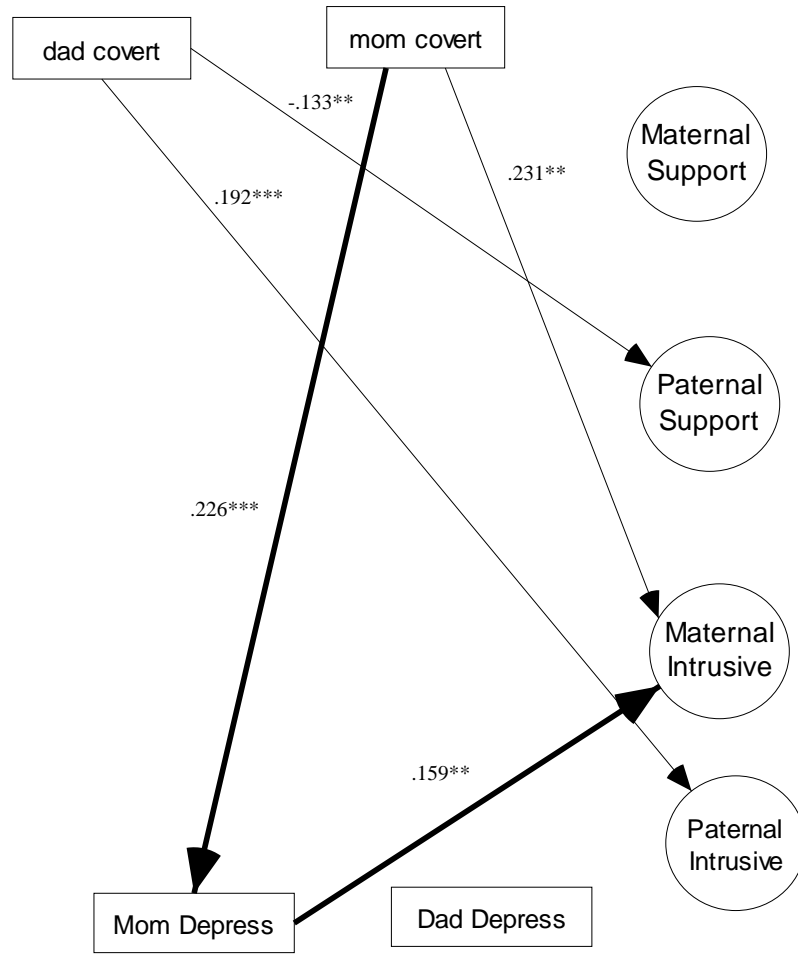 dad covert
mom covert
-.133**
Maternal
Support
.231**
.192***
Paternal
Support
.226***
Maternal
Intrusive
.159**
Paternal
Intrusive
Mom Depress
Dad Depress